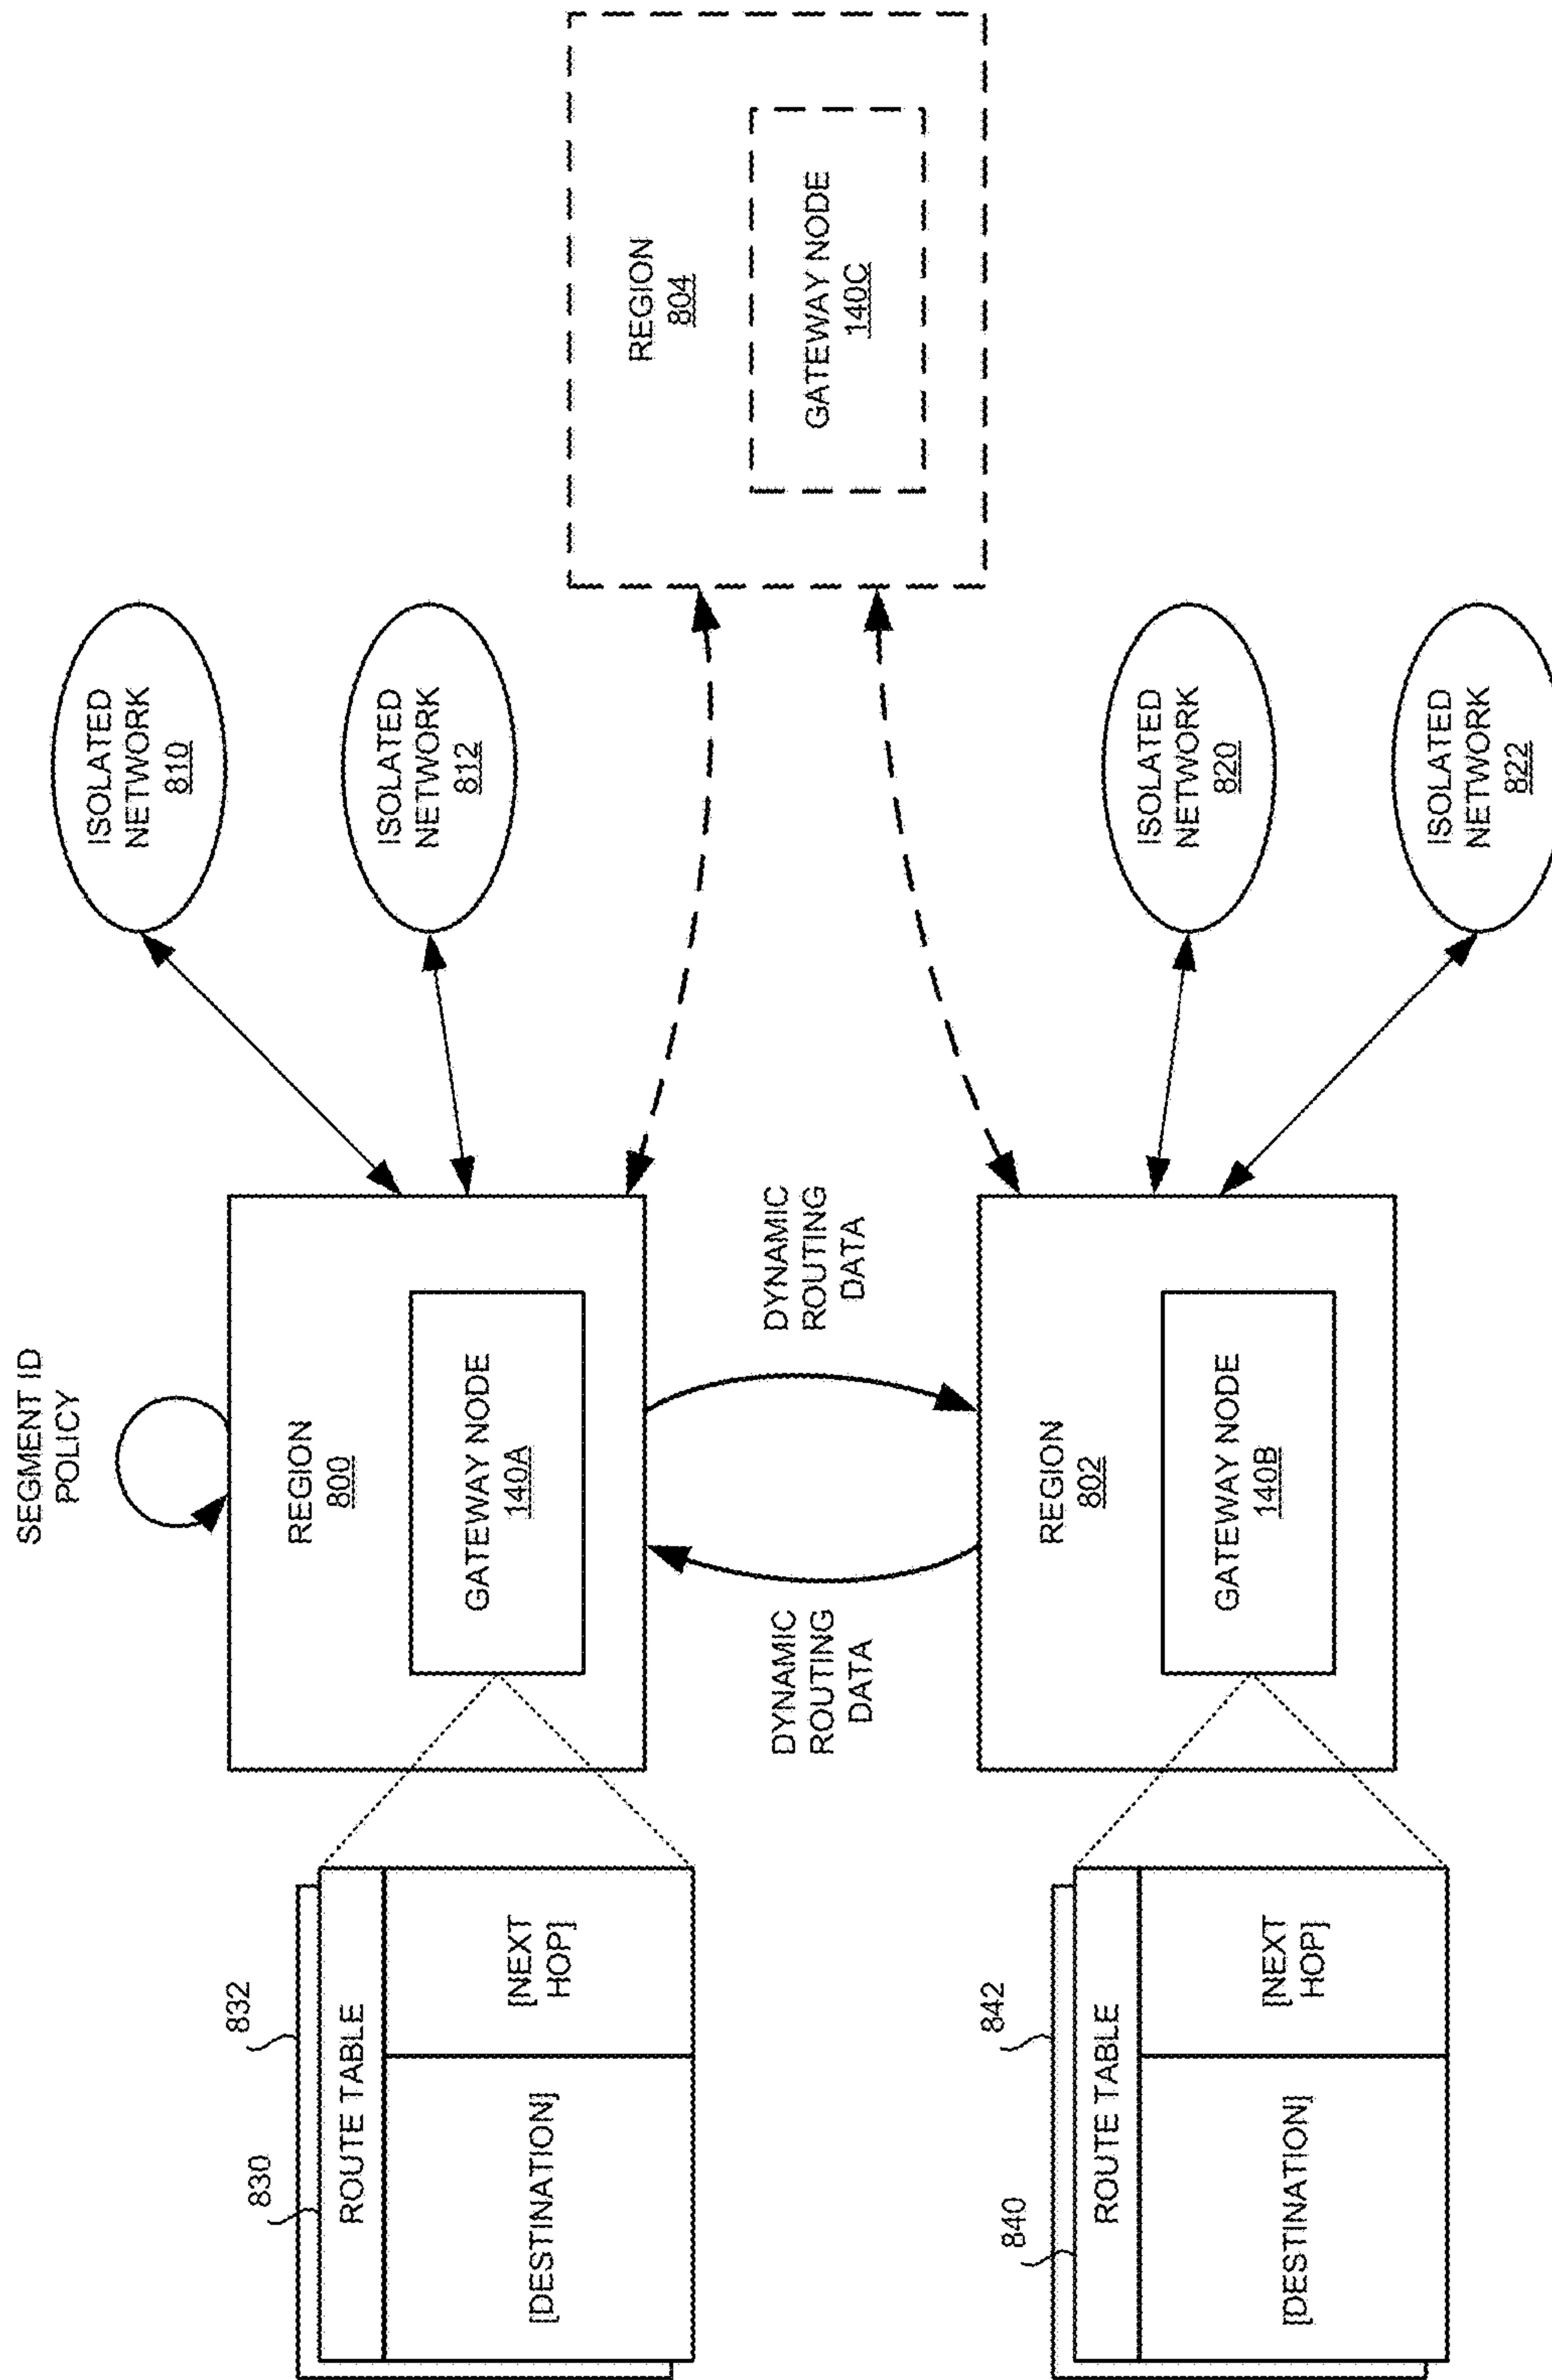 SEGMENT ID
POLICY
832
830
ROUTE TABLE
[DESTINATION]
[NEXT
HOP]
REGION
800
GATEWAY NODE
140A
ISOLATED
NETWORK
810
ISOLATED
NETWORK
812
DYNAMIC
ROUTING
DATA
DYNAMIC
ROUTING
DATA
REGION
804
GATEWAY NODE
140C
842
840
ROUTE TABLE
[DESTINATION]
[NEXT
HOP]
REGION
802
GATEWAY NODE
140B
ISOLATED
NETWORK
820
ISOLATED
NETWORK
822